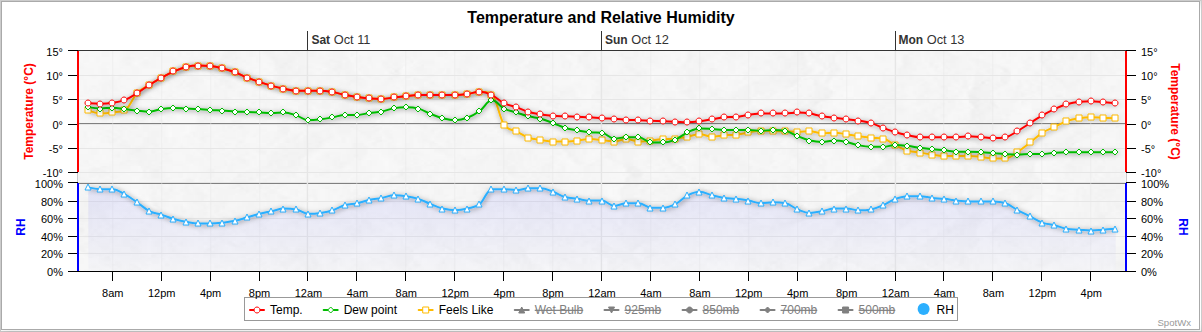 Temperature and Relative Humidity
Sat Oct 11
Sun Oct 12
Mon Oct 13
15°
10°
5°
0°
-5°
-10°
Temperature (°C)
15°
10°
5°
0°
-5°
-10°
Temperature (°C)
100%
80%
60%
40%
20%
0%
RH
100%
80%
60%
40%
20%
0%
RH
8am 12pm 4pm 8pm 12am 4am 8am 12pm 4pm 8pm 12am 4am 8am 12pm 4pm 8pm 12am 4am 8am 12pm 4pm
Temp. Dew point Feels Like Wet Bulb 925mb 850mb 700mb 500mb RH
SpotWx